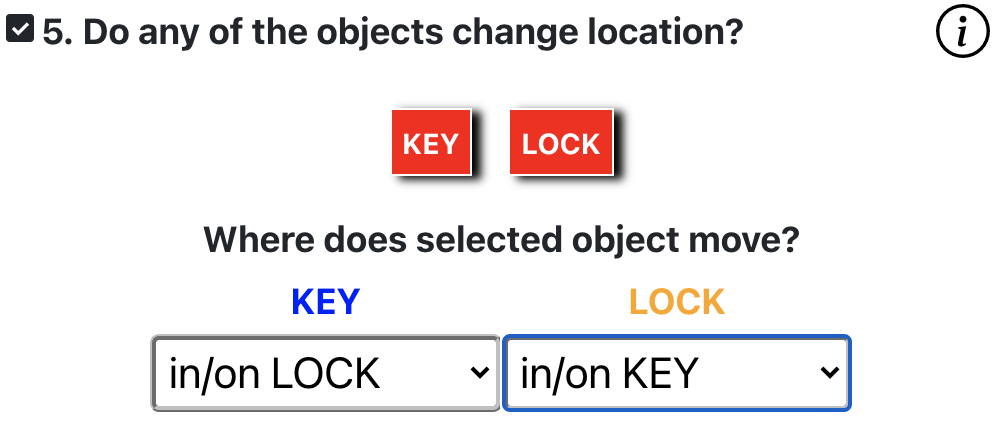 5. Do any of the objects change location?
i
KEY LOCK
Where does selected object move?
KEY LOCK
in/on LOCK in/on KEY